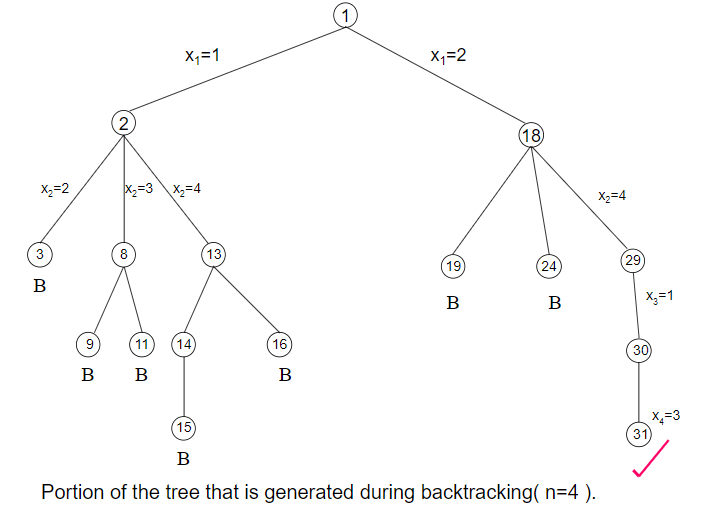 1
x₁=1 x₁=2
2 18
x₂=2 x₂=3 x₂=4 x₂=4
3 8 13 19 24 29
B B B x₃=1
9 11 14 16 30
B B B
15 x₄=3
31
B
Portion of the tree that is generated during backtracking( n=4 ).